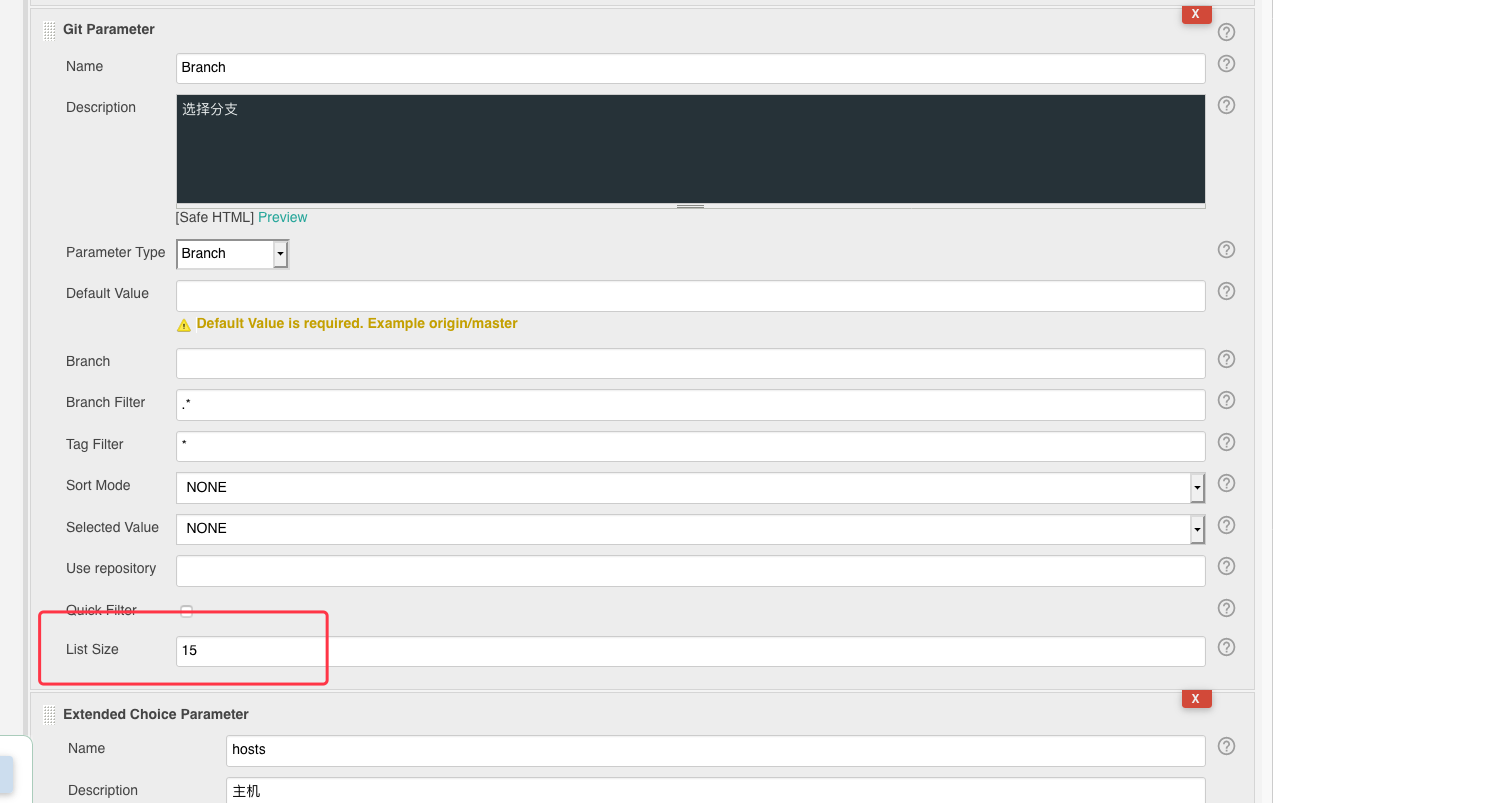 X
Git Parameter
Name Branch
Description 选择分支
[Safe HTML] Preview
Parameter Type Branch
Default Value
Default Value is required. Example origin/master
Branch
Branch Filter .*
Tag Filter *
Sort Mode NONE
Selected Value NONE
Use repository
Quick Filter
List Size 15
X
Extended Choice Parameter
Name hosts
Description 主机